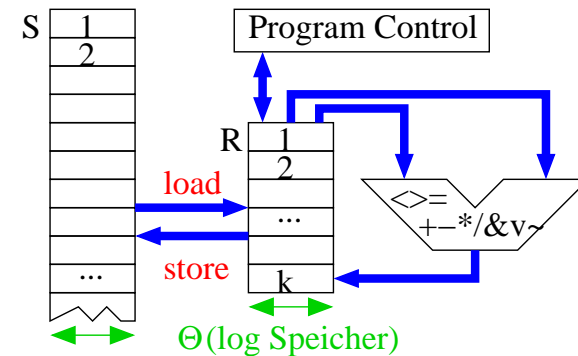 S 1
2
...
Program Control
R 1
2
...
k
load
store
<>=
+-*/&v~
Θ(log Speicher)